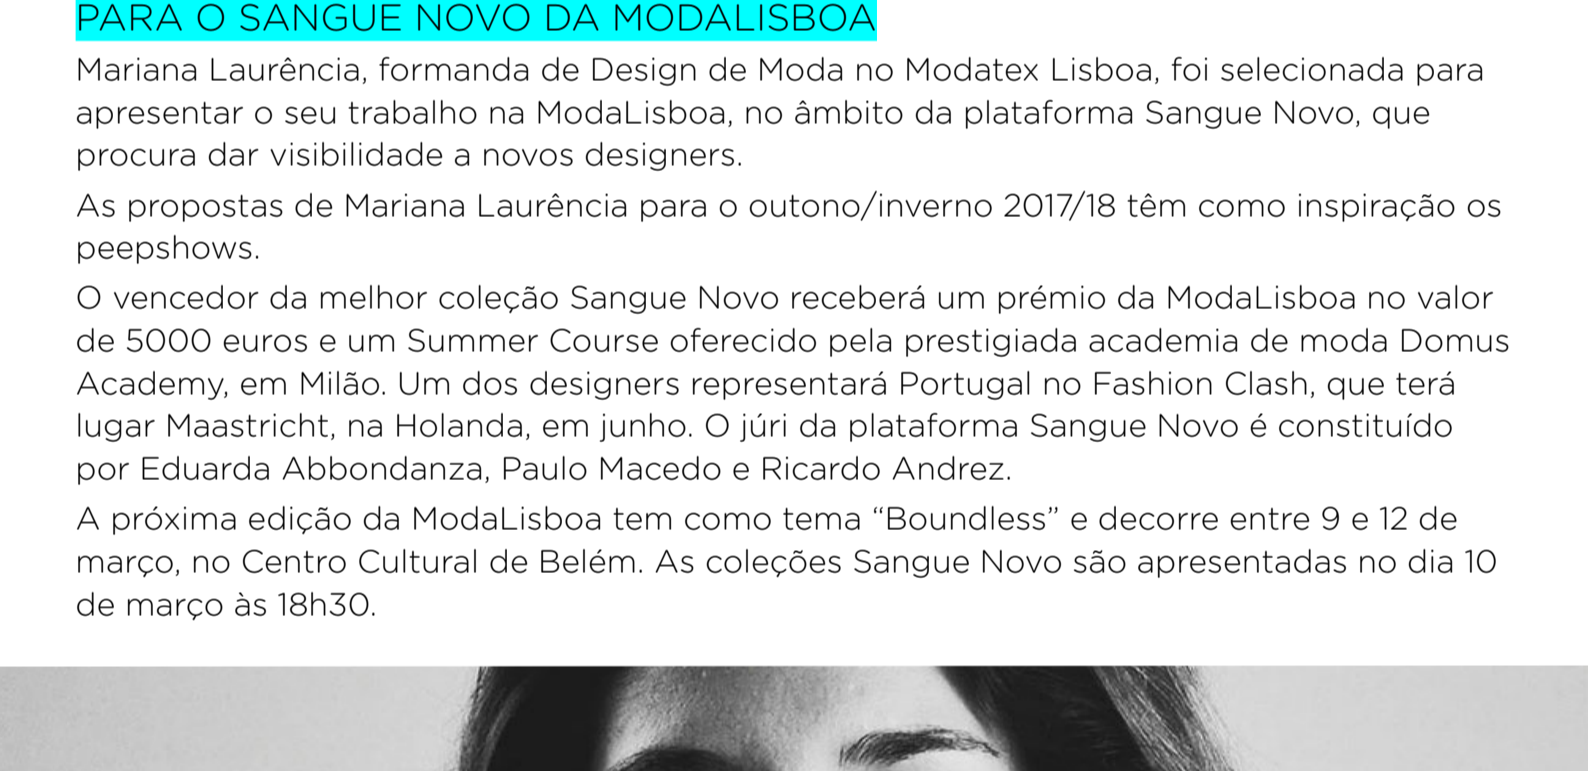 PARA O SANGUE NOVO DA MODALISBOA
Mariana Laurência, formanda de Design de Moda no Modatex Lisboa, foi selecionada para
apresentar o seu trabalho na ModaLisboa, no âmbito da plataforma Sangue Novo, que
procura dar visibilidade a novos designers.
As propostas de Mariana Laurência para o outono/inverno 2017/18 têm como inspiração os
peepshows.
O vencedor da melhor coleção Sangue Novo receberá um prémio da ModaLisboa no valor
de 5000 euros e um Summer Course oferecido pela prestigiada academia de moda Domus
Academy, em Milão. Um dos designers representará Portugal no Fashion Clash, que terá
lugar Maastricht, na Holanda, em junho. O júri da plataforma Sangue Novo é constituído
por Eduarda Abbondanza, Paulo Macedo e Ricardo Andrez.
A próxima edição da ModaLisboa tem como tema “Boundless” e decorre entre 9 e 12 de
março, no Centro Cultural de Belém. As coleções Sangue Novo são apresentadas no dia 10
de março às 18h30.